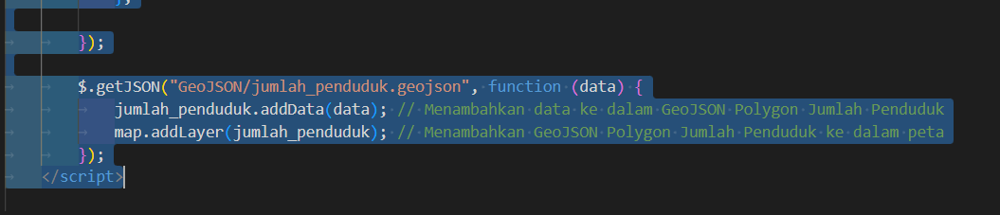 };
});
$.getJSON("GeoJSON/jumlah_penduduk.geojson", function (data) {
jumlah_penduduk.addData(data); // Menambahkan data ke dalam GeoJSON Polygon Jumlah Penduduk
map.addLayer(jumlah_penduduk); // Menambahkan GeoJSON Polygon Jumlah Penduduk ke dalam peta
});
</script>